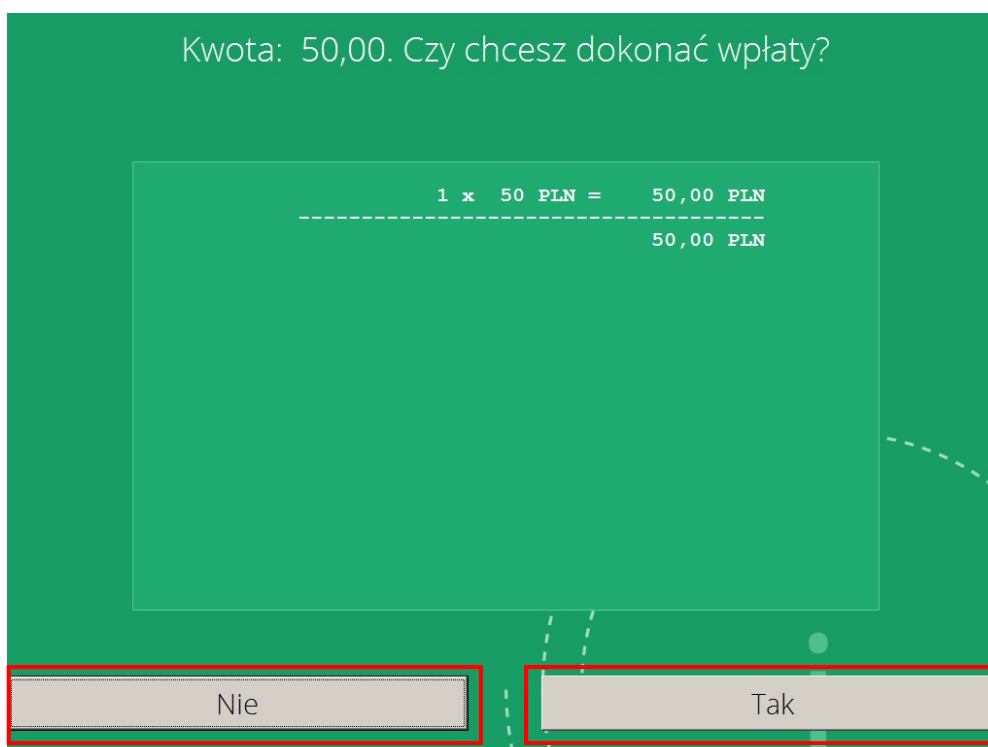 Kwota: 50,00. Czy chcesz dokonać wpłaty?
1 x 50 PLN = 50,00 PLN
-------------------------------------
50,00 PLN
Nie
Tak